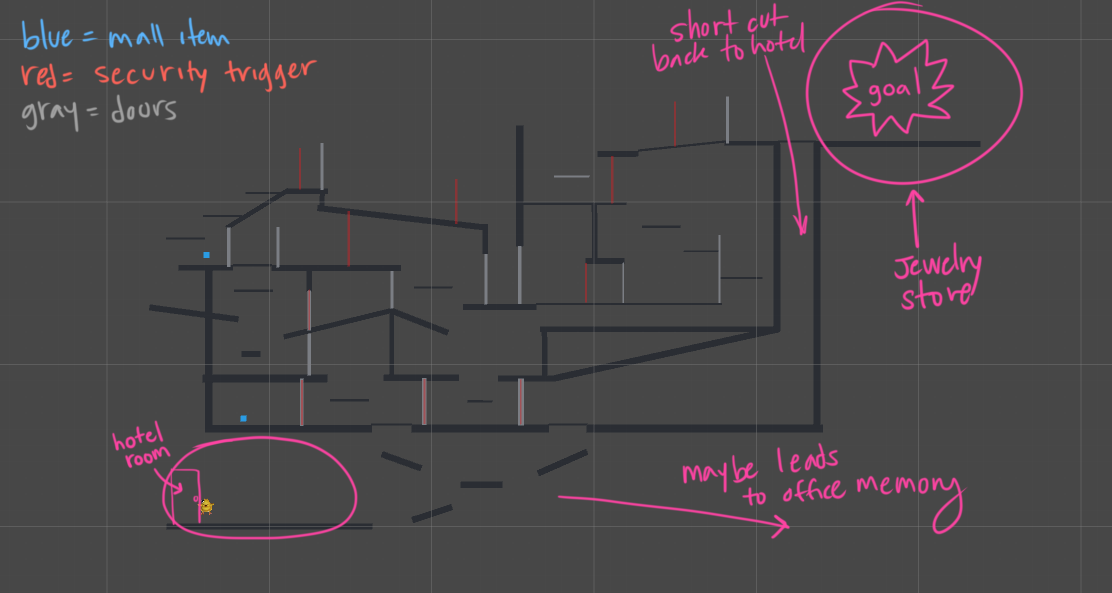 blue = mall item
red = security trigger
gray = doors
short cut
back to hotel
goal
Jewelry
store
hotel
room
maybe leads
to office memory